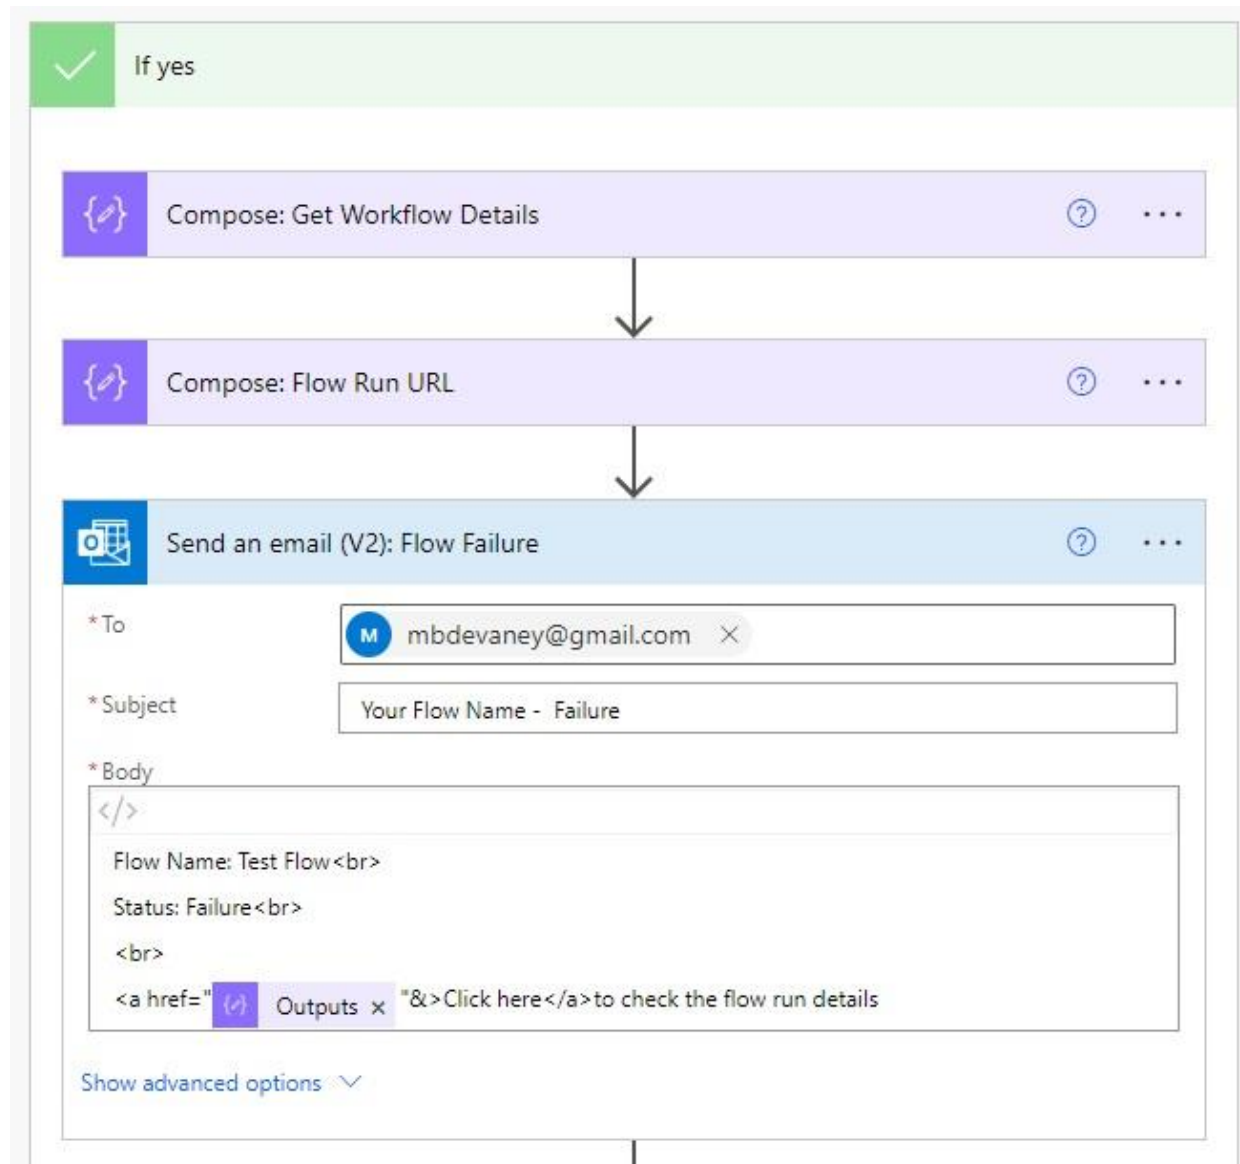 If yes
Compose: Get Workflow Details
Compose: Flow Run URL
Send an email (V2): Flow Failure
* To
M mbdevaney@gmail.com
* Subject
Your Flow Name -  Failure
* Body
</>
Flow Name: Test Flow<br>
Status: Failure<br>
<br>
<a href=" Outputs "&>Click here</a>to check the flow run details
Show advanced options